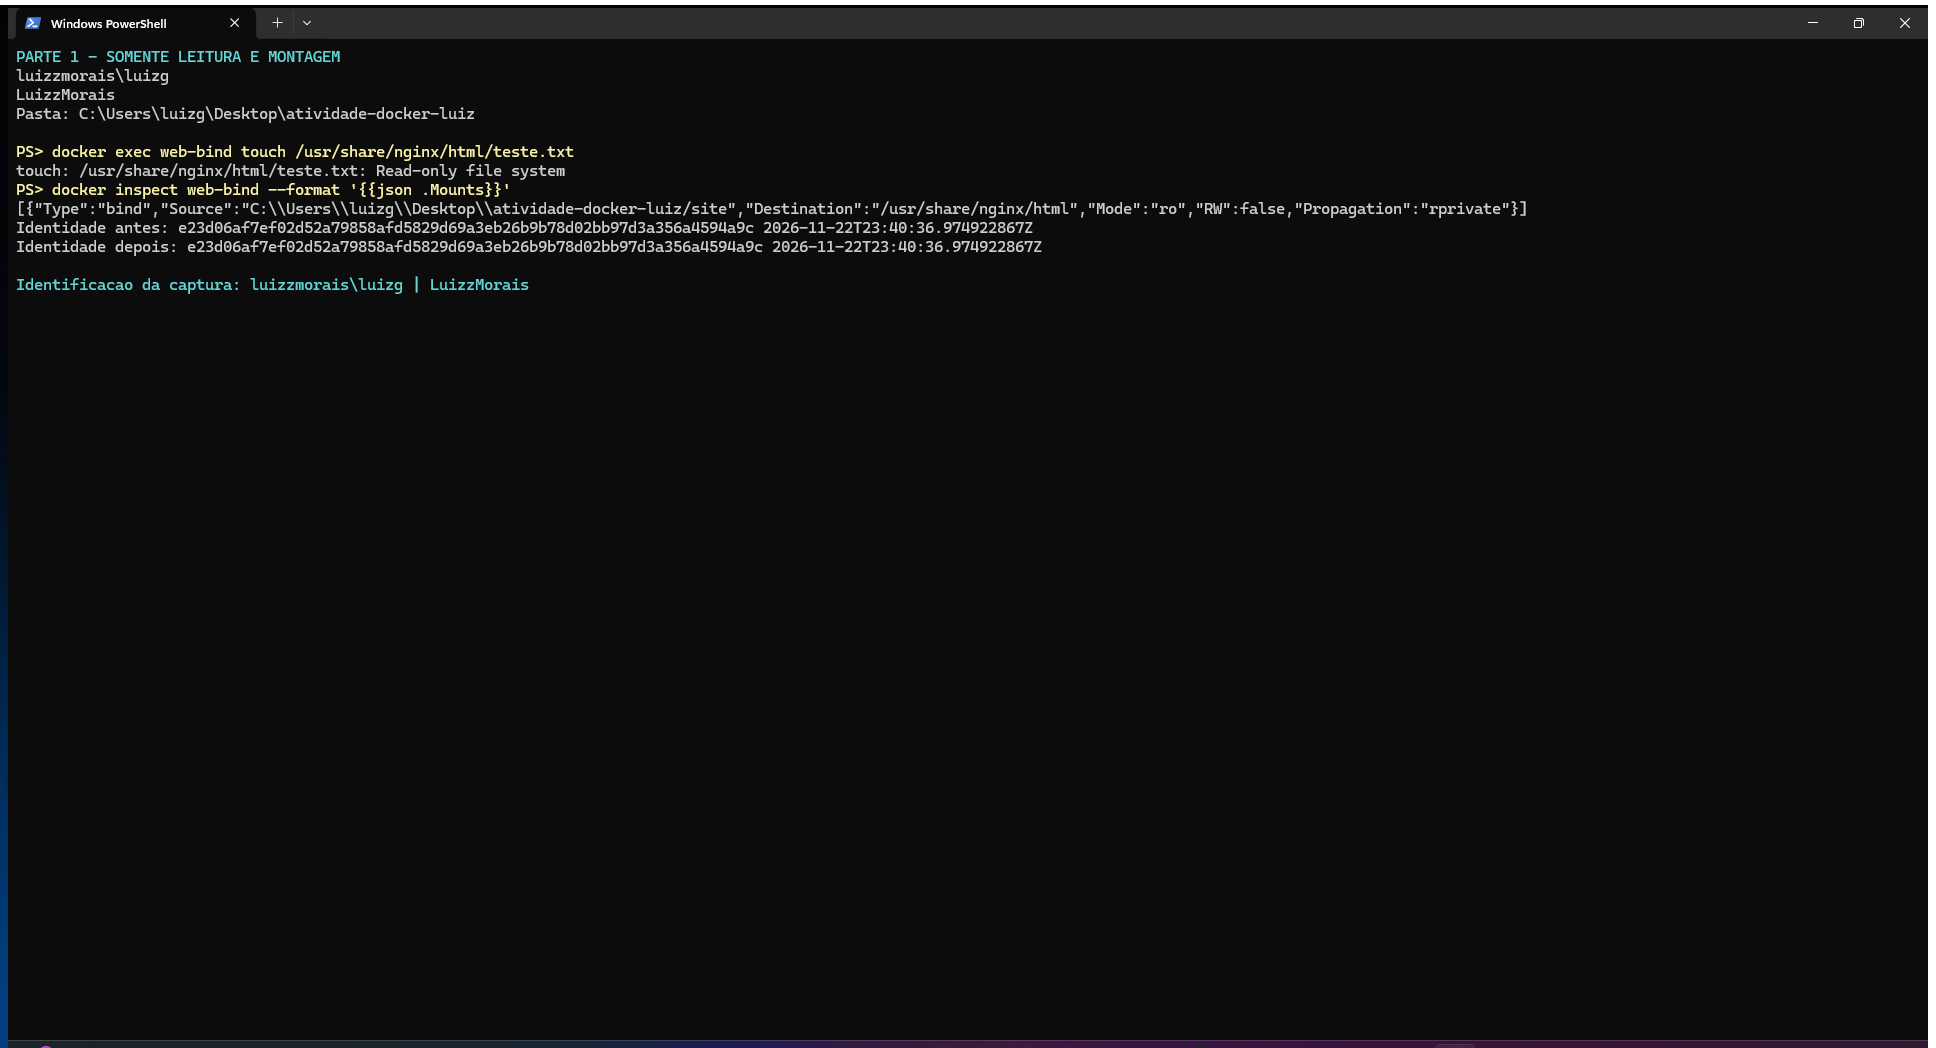 Windows PowerShell
PARTE 1 - SOMENTE LEITURA E MONTAGEM
luizzmorais\luizg
LuizzMorais
Pasta: C:\Users\luizg\Desktop\atividade-docker-luiz
PS> docker exec web-bind touch /usr/share/nginx/html/teste.txt
touch: /usr/share/nginx/html/teste.txt: Read-only file system
PS> docker inspect web-bind --format '{{json .Mounts}}'
[{"Type":"bind","Source":"C:\\Users\\luizg\\Desktop\\atividade-docker-luiz/site","Destination":"/usr/share/nginx/html","Mode":"ro","RW":false,"Propagation":"rprivate"}]
Identidade antes: e23d06af7ef02d52a79858afd5829d69a3eb26b9b78d02bb97d3a356a4594a9c 2026-11-22T23:40:36.974922867Z
Identidade depois: e23d06af7ef02d52a79858afd5829d69a3eb26b9b78d02bb97d3a356a4594a9c 2026-11-22T23:40:36.974922867Z
Identificacao da captura: luizzmorais\luizg | LuizzMorais